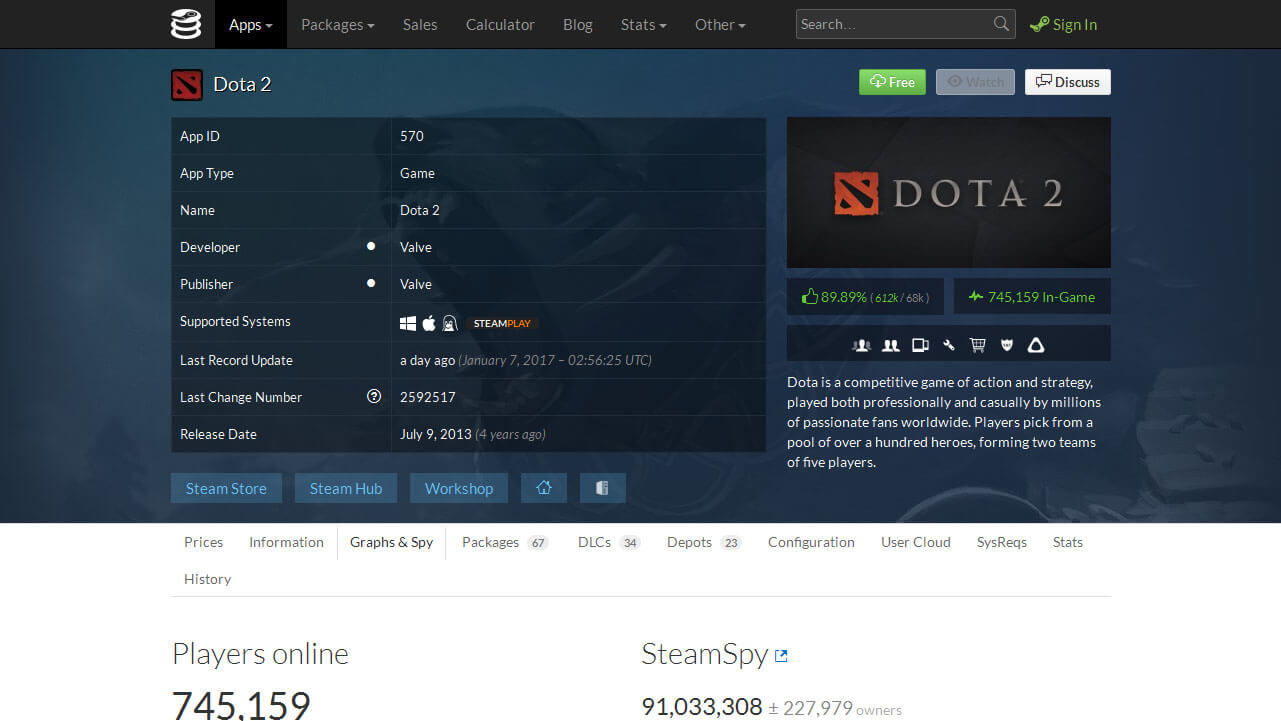 Apps Packages Sales Calculator Blog Stats Other Search... Sign In
Dota 2 Free Watch Discuss
App ID 570
App Type Game
Name Dota 2
Developer Valve
Publisher Valve
Supported Systems STEAMPLAY
Last Record Update a day ago (January 7, 2017 – 02:56:25 UTC)
Last Change Number 2592517
Release Date July 9, 2013 (4 years ago)
DOTA 2
89.89% ( 612k / 68k ) 745,159 In-Game
Dota is a competitive game of action and strategy,
played both professionally and casually by millions
of passionate fans worldwide. Players pick from a
pool of over a hundred heroes, forming two teams
of five players.
Steam Store Steam Hub Workshop
Prices Information Graphs & Spy Packages 67 DLCs 34 Depots 23 Configuration User Cloud SysReqs Stats
History
Players online
745,159
SteamSpy
91,033,308 ± 227,979 owners